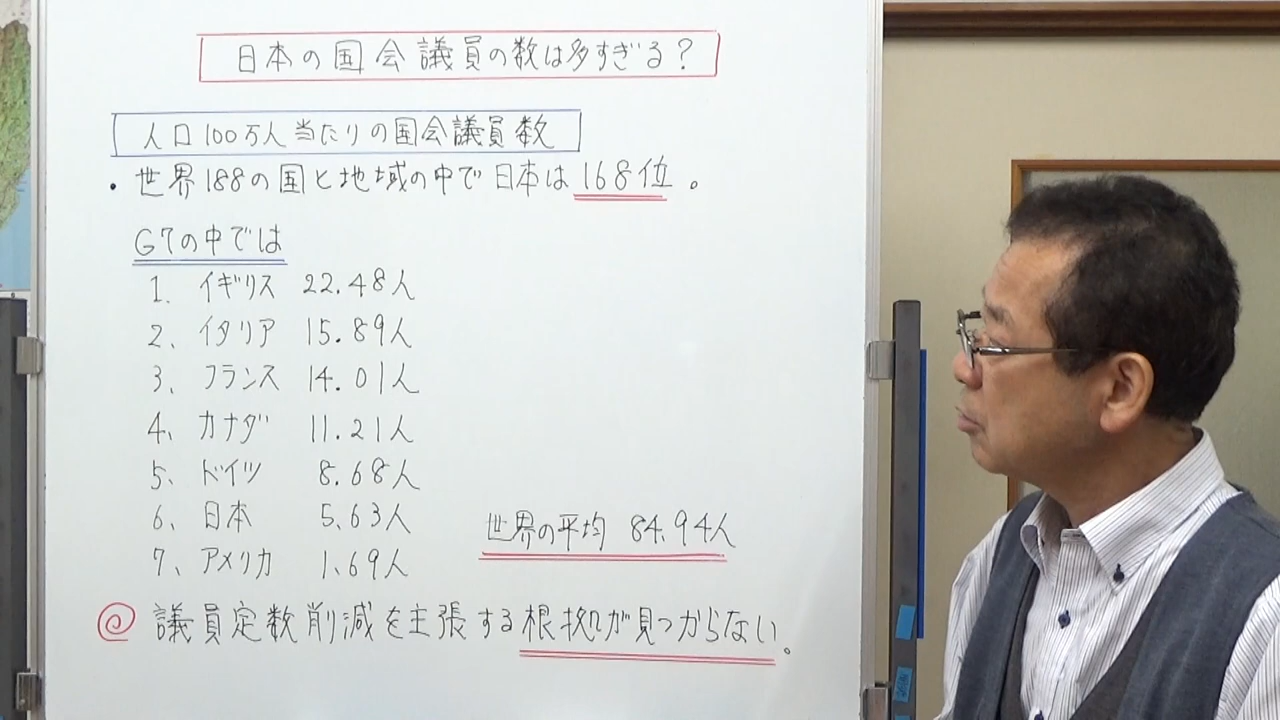 日本の国会議員の数は多すぎる?
人口100万人当たりの国会議員数
・世界188の国と地域の中で日本は168位。
G7の中では
1、イギリス 22.48人
2、イタリア 15.89人
3、フランス 14.01人
4、カナダ 11.21人
5、ドイツ 8.68人
6、日本 5.63人
7、アメリカ 1.69人
世界の平均 84.94人
議員定数削減を主張する根拠が見つからない。